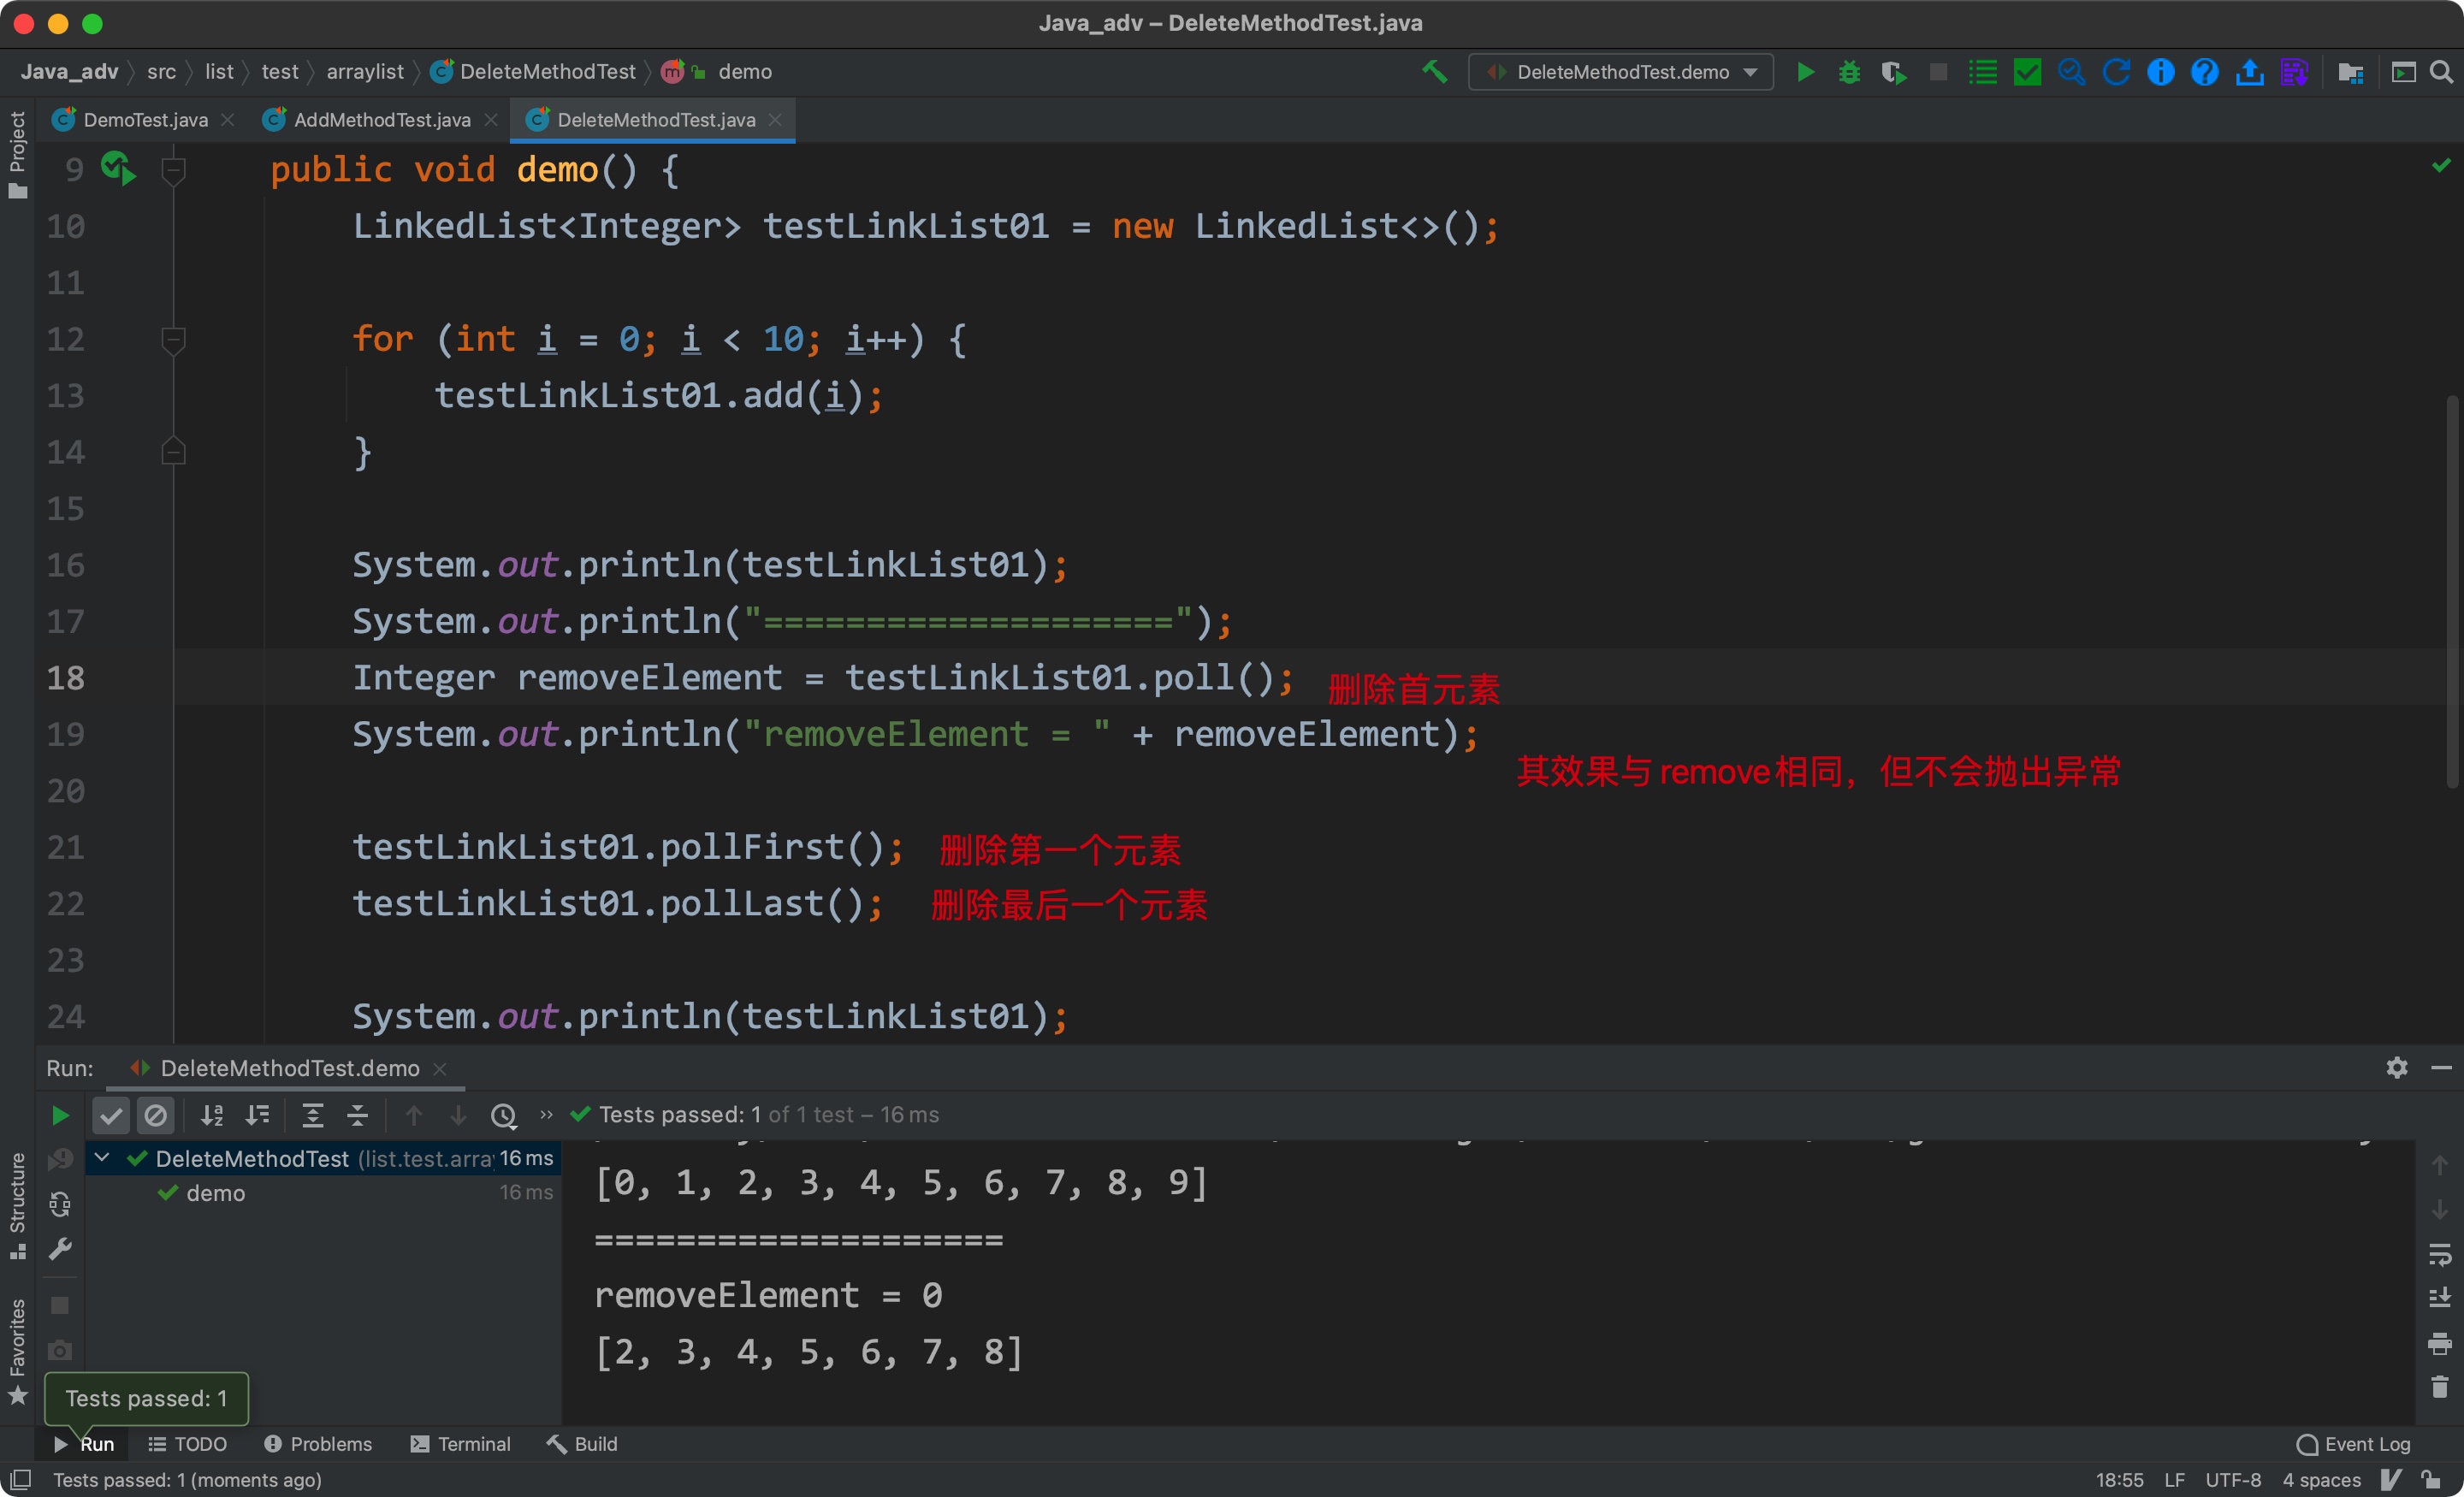 Java_adv – DeleteMethodTest.java
Java_adv src list test arraylist DeleteMethodTest demo DeleteMethodTest.demo
DemoTest.java AddMethodTest.java DeleteMethodTest.java
Project
9 public void demo() {
10 LinkedList<Integer> testLinkList01 = new LinkedList<>();
11
12 for (int i = 0; i < 10; i++) {
13 testLinkList01.add(i);
14 }
15
16 System.out.println(testLinkList01);
17 System.out.println("====================");
18 Integer removeElement = testLinkList01.poll(); 删除首元素
19 System.out.println("removeElement = " + removeElement);
其效果与 remove 相同，但不会抛出异常
20
21 testLinkList01.pollFirst(); 删除第一个元素
22 testLinkList01.pollLast(); 删除最后一个元素
23
24 System.out.println(testLinkList01);
Run: DeleteMethodTest.demo
Tests passed: 1 of 1 test – 16 ms
DeleteMethodTest (list.test.arra 16 ms
demo 16 ms
[0, 1, 2, 3, 4, 5, 6, 7, 8, 9]
====================
removeElement = 0
[2, 3, 4, 5, 6, 7, 8]
Structure
Favorites
Tests passed: 1
Run TODO Problems Terminal Build Event Log
Tests passed: 1 (moments ago) 18:55 LF UTF-8 4 spaces